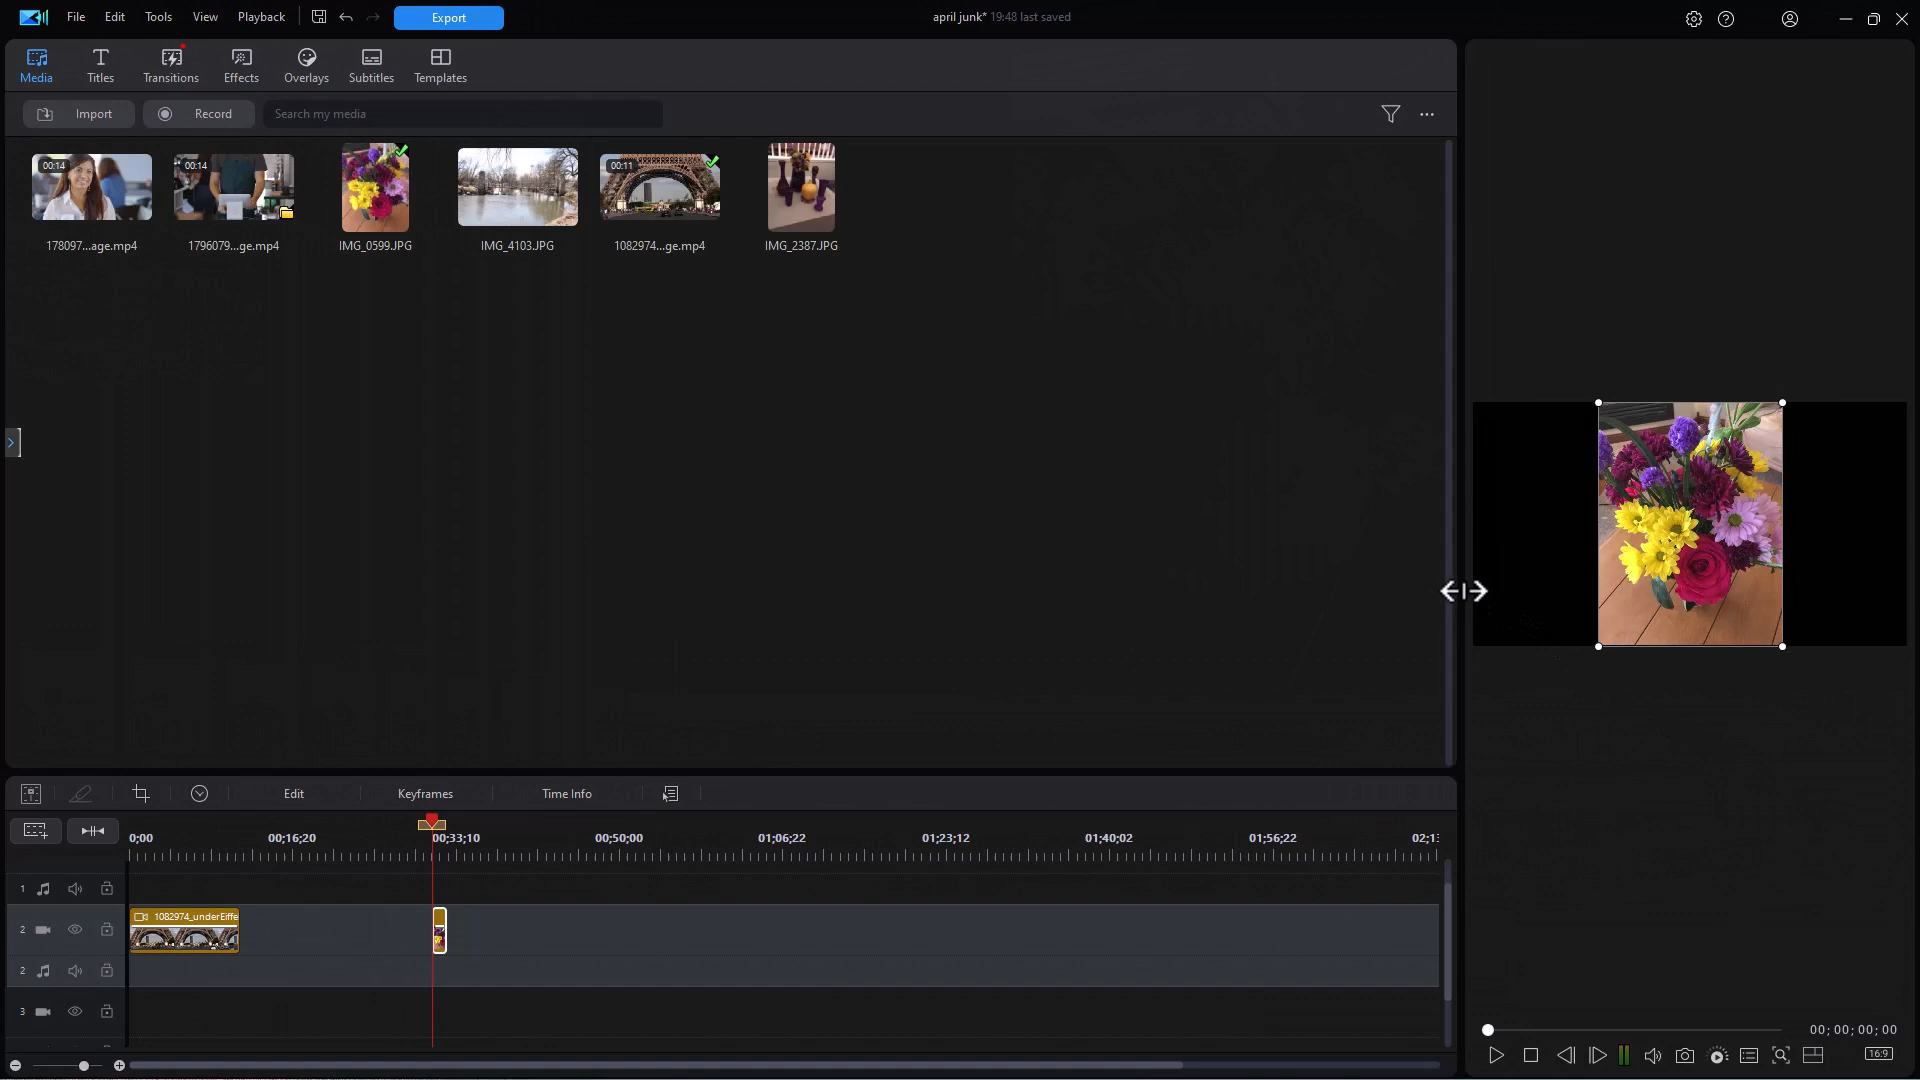 File Edit Tools View Playback Export april junk* 19:48 last saved
Media Titles Transitions Effects Overlays Subtitles Templates
Import Record Search my media
00:14 00:14 00:11
178097...age.mp4 1796079...ge.mp4 IMG_0599.JPG IMG_4103.JPG 1082974...ge.mp4 IMG_2387.JPG
Edit Keyframes Time Info
0;00 00;16;20 00;33;10 00;50;00 01;06;22 01;23;12 01;40;02 01;56;22 02;1
1
1082974_underEiffe
2
2
3
00; 00; 00; 00
16:9